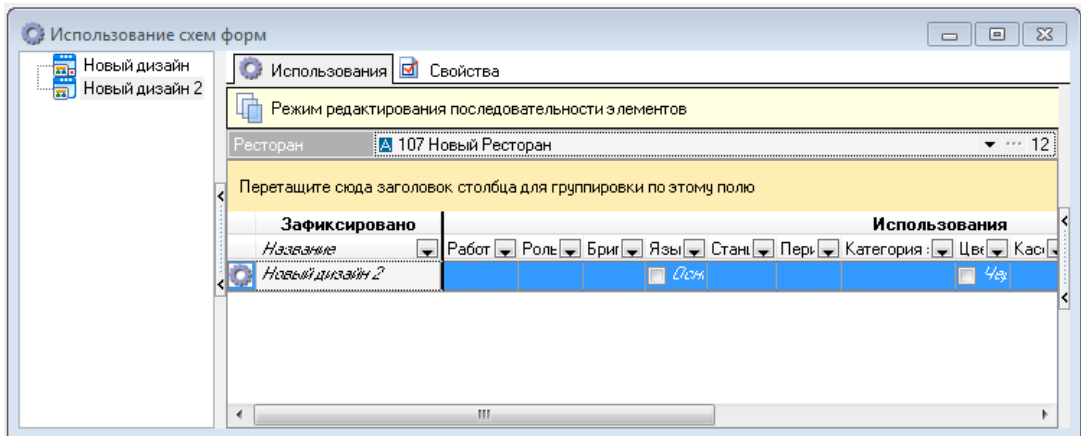 Использование схем форм
Новый дизайн
Новый дизайн 2
Использования Свойства
Режим редактирования последовательности элементов
Ресторан A 107 Новый Ресторан 12
Перетащите сюда заголовок столбца для группировки по этому полю
Зафиксировано Использования
Название Работ Роль Бриг Язы Станц Пери Категория : Цве Касс
Новый дизайн 2 Осн Чер